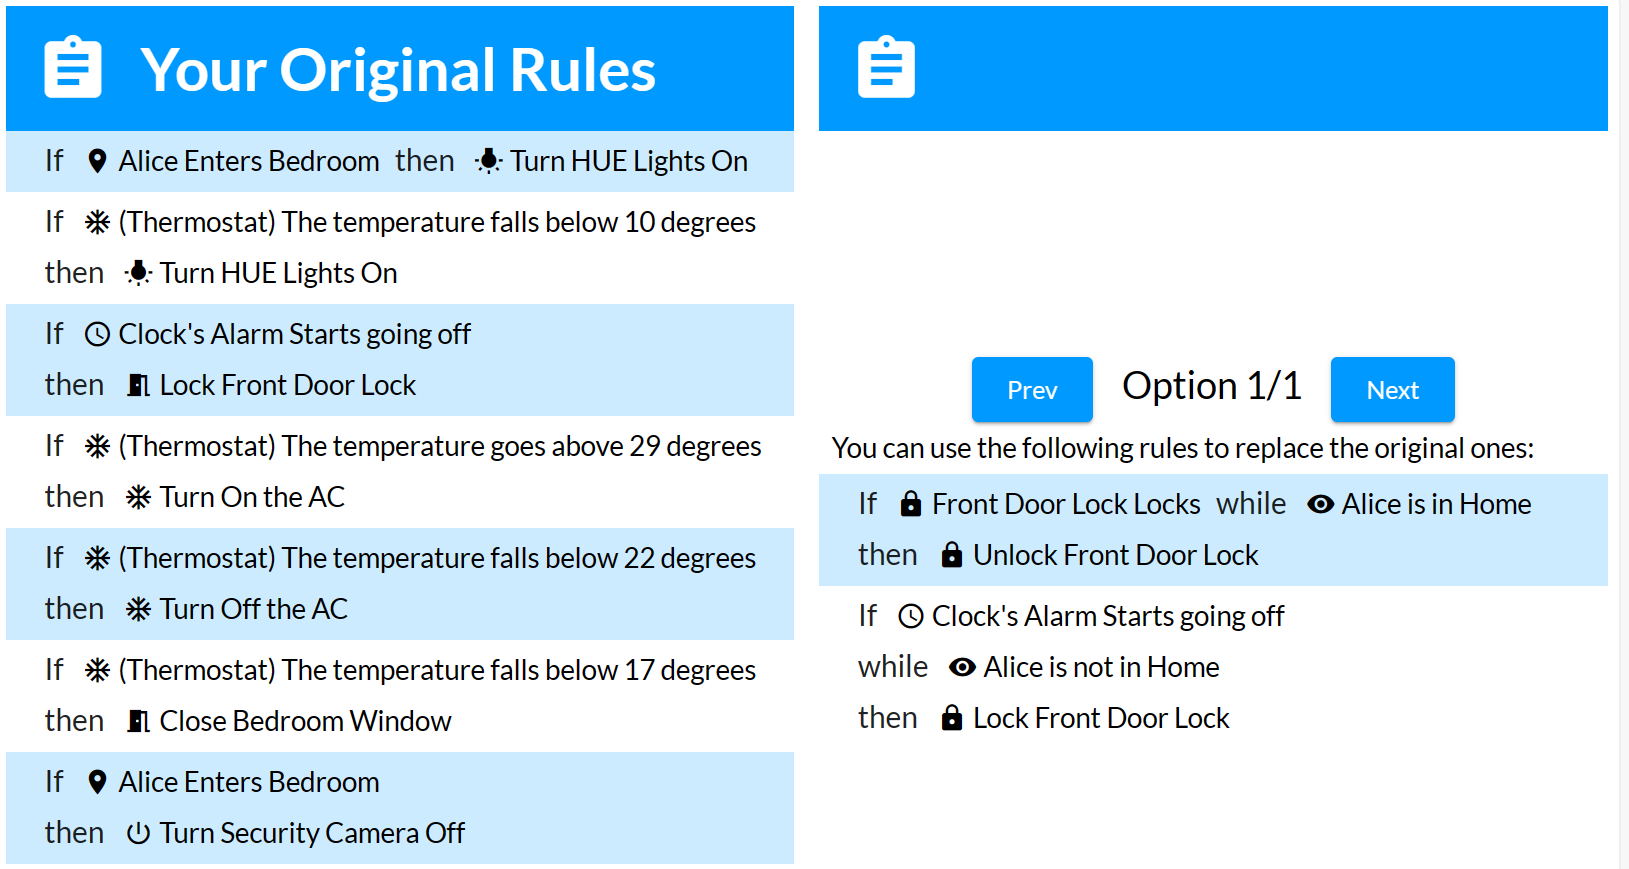 Your Original Rules
If Alice Enters Bedroom then Turn HUE Lights On
If (Thermostat) The temperature falls below 10 degrees
then Turn HUE Lights On
If Clock's Alarm Starts going off
then Lock Front Door Lock
If (Thermostat) The temperature goes above 29 degrees
then Turn On the AC
If (Thermostat) The temperature falls below 22 degrees
then Turn Off the AC
If (Thermostat) The temperature falls below 17 degrees
then Close Bedroom Window
If Alice Enters Bedroom
then Turn Security Camera Off
Prev Option 1/1 Next
You can use the following rules to replace the original ones:
If Front Door Lock Locks while Alice is in Home
then Unlock Front Door Lock
If Clock's Alarm Starts going off
while Alice is not in Home
then Lock Front Door Lock